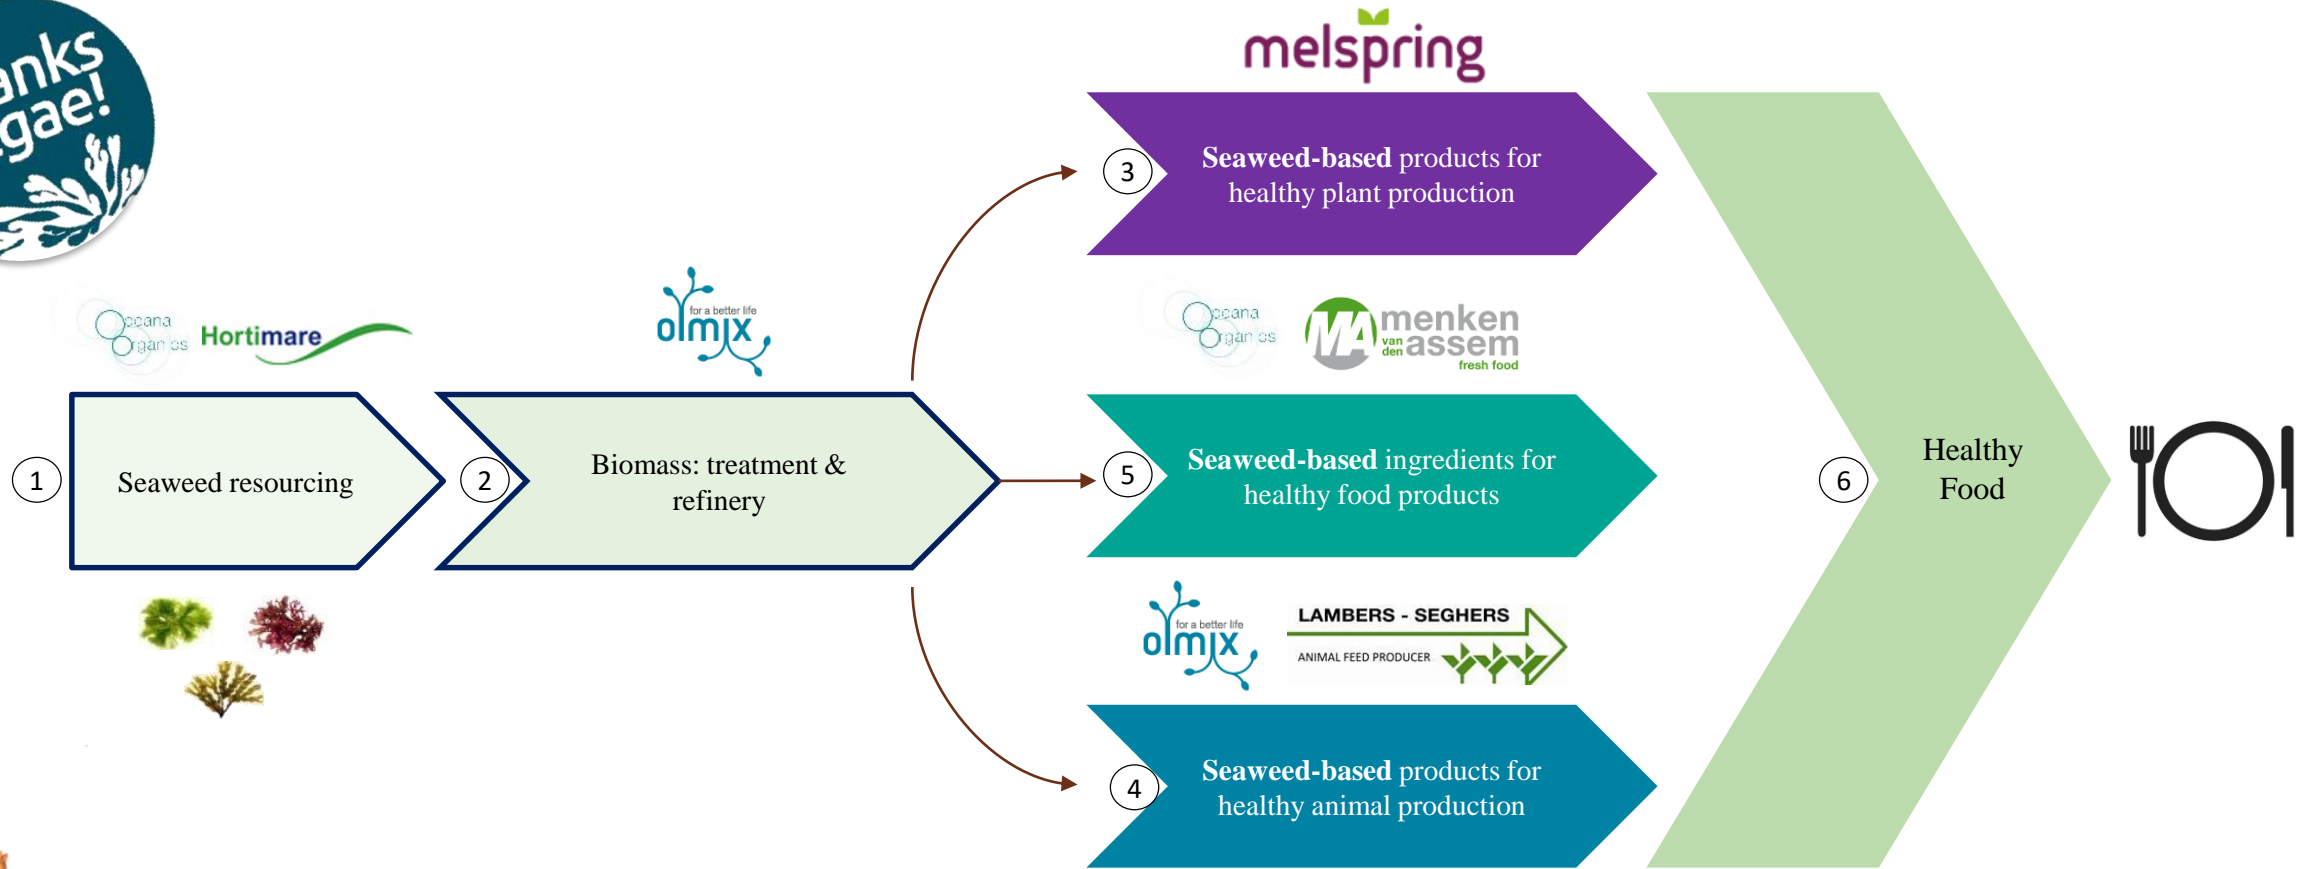 anks
gae!
melspring
3
Seaweed-based products for
healthy plant production
Oceana
Organics
Hortimare
for a better life
olmix
Oceana
Organics
MA
menken
van den assem
fresh food
1
Seaweed resourcing
2
Biomass: treatment &
refinery
5
Seaweed-based ingredients for
healthy food products
6
Healthy
Food
for a better life
olmix
LAMBERS - SEGHERS
ANIMAL FEED PRODUCER
4
Seaweed-based products for
healthy animal production